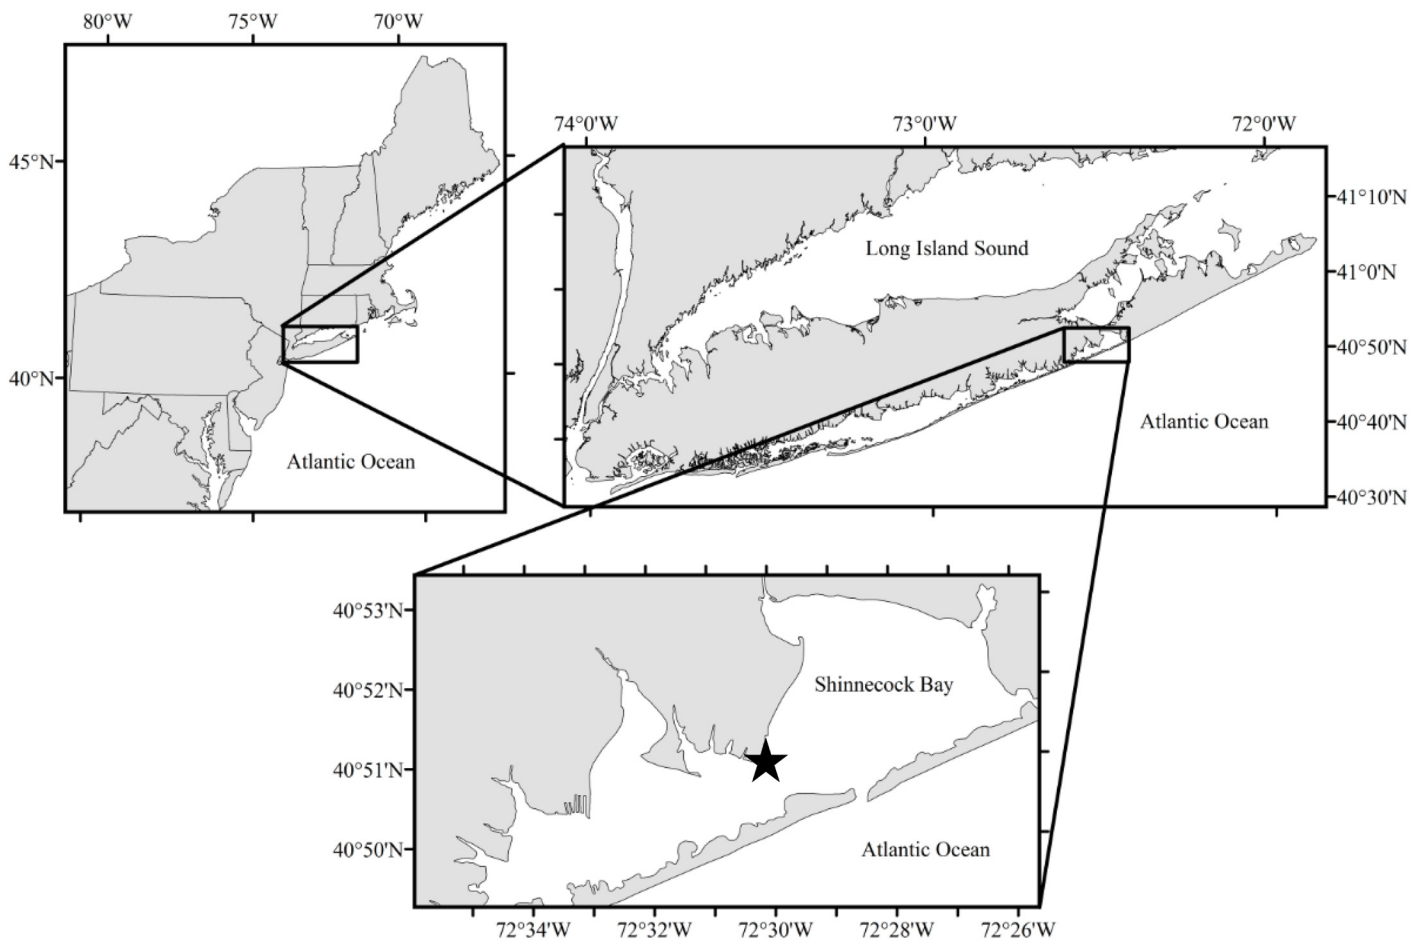 80°W 75°W 70°W
45°N
40°N
Atlantic Ocean
74°0'W 73°0'W 72°0'W
41°10'N
41°0'N
40°50'N
40°40'N
40°30'N
Long Island Sound
Atlantic Ocean
40°53'N
40°52'N
40°51'N
40°50'N
Shinnecock Bay
Atlantic Ocean
72°34'W 72°32'W 72°30'W 72°28'W 72°26'W